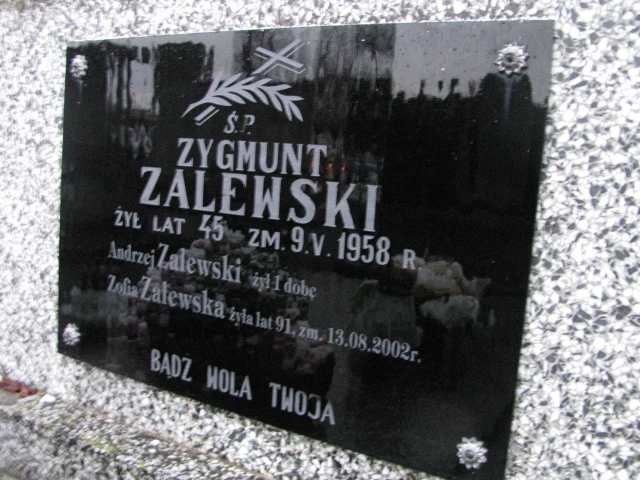 Ś.P.
ZYGMUNT
ZALEWSKI
ŻYŁ LAT 45 ZM. 9.V.1958 R
Andrzej Zalewski żył 1 dobę
Zofia Zalewska żyła lat 91, zm. 13.08.2002r.
BĄDŹ WOLA TWOJA